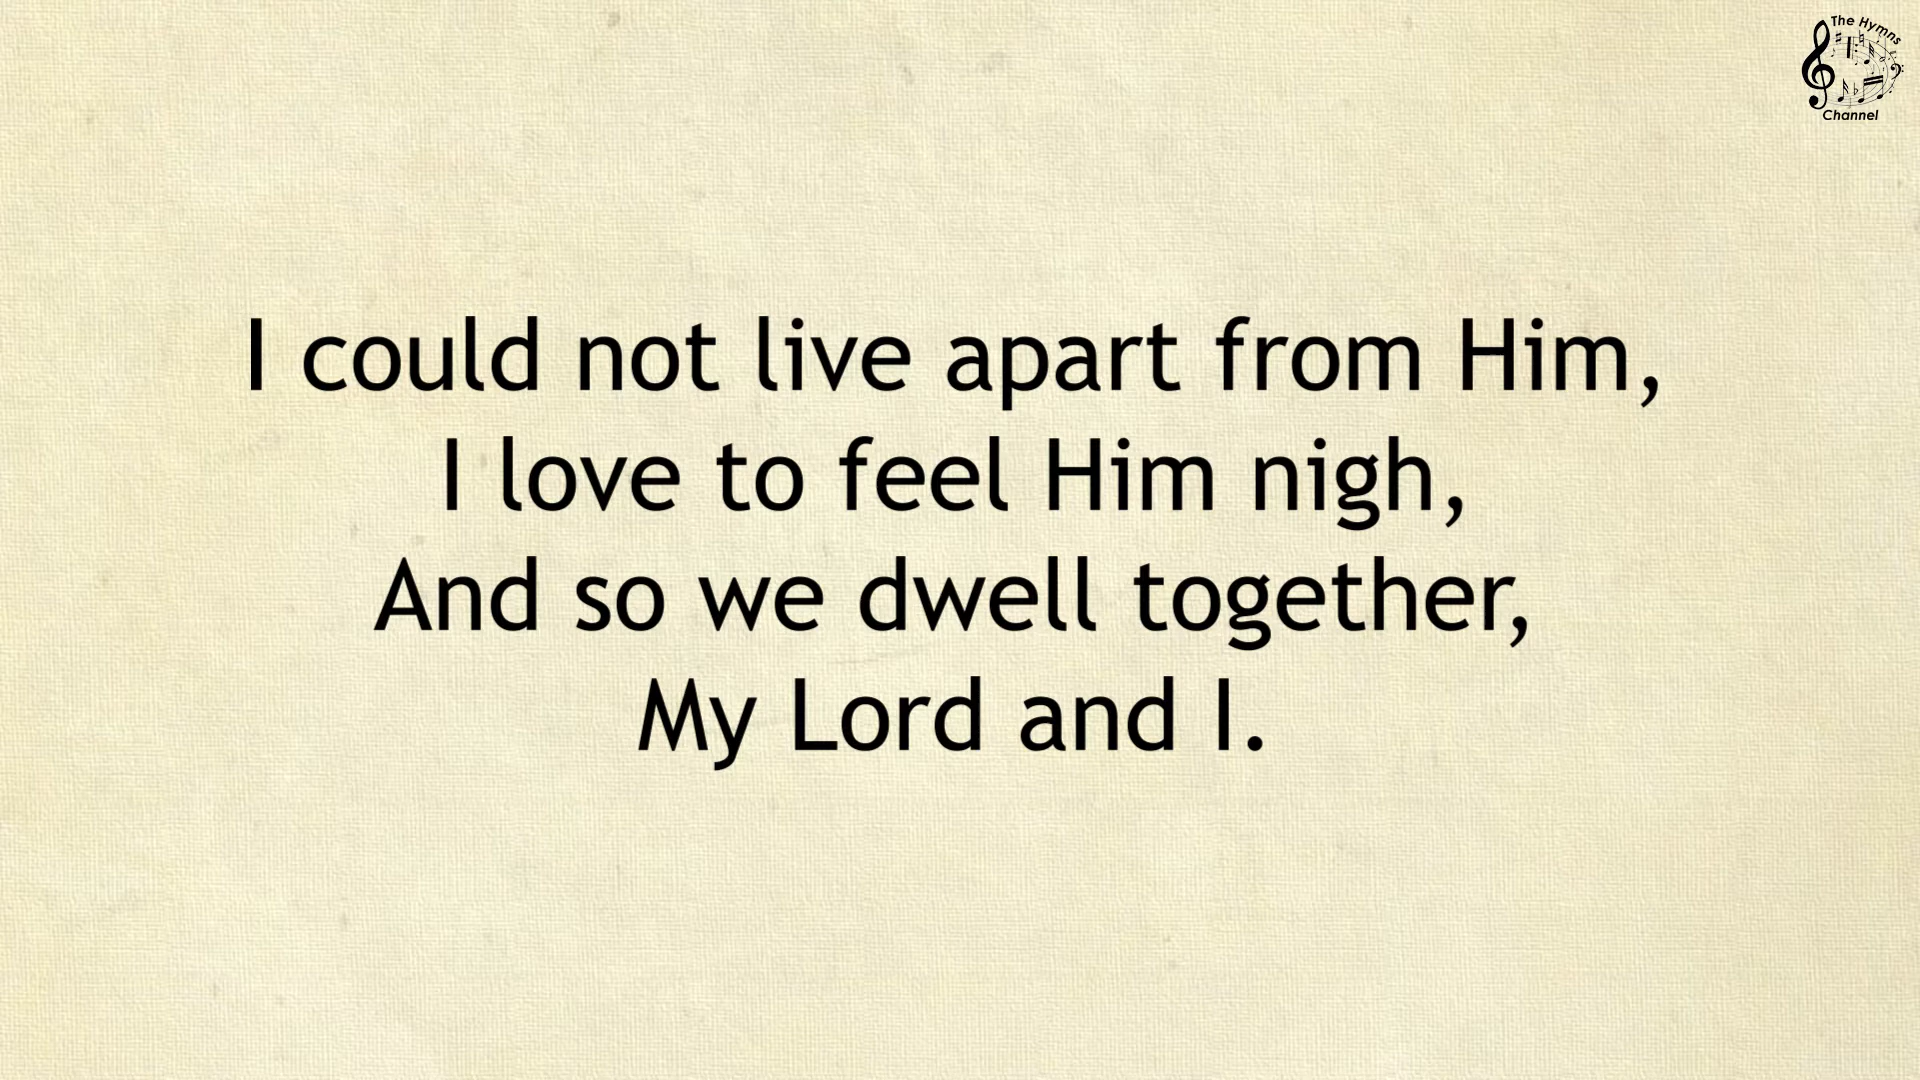 The Hymns
Channel
I could not live apart from Him,
I love to feel Him nigh,
And so we dwell together,
My Lord and I.